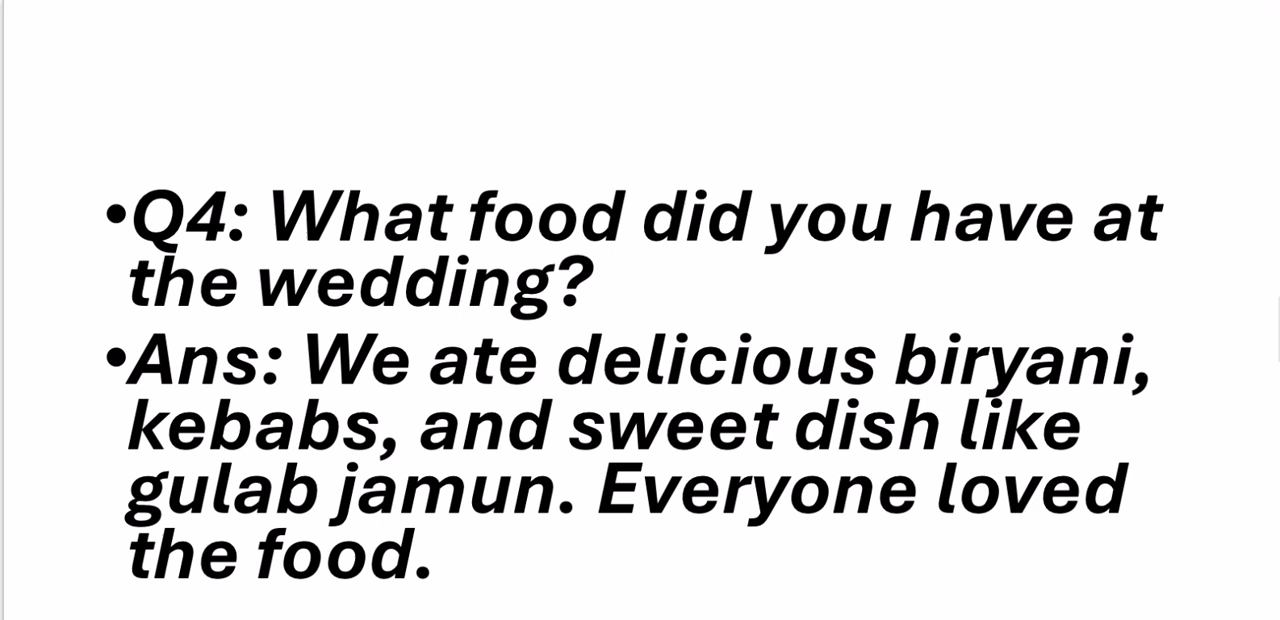 •Q4: What food did you have at
the wedding?
•Ans: We ate delicious biryani,
kebabs, and sweet dish like
gulab jamun. Everyone loved
the food.